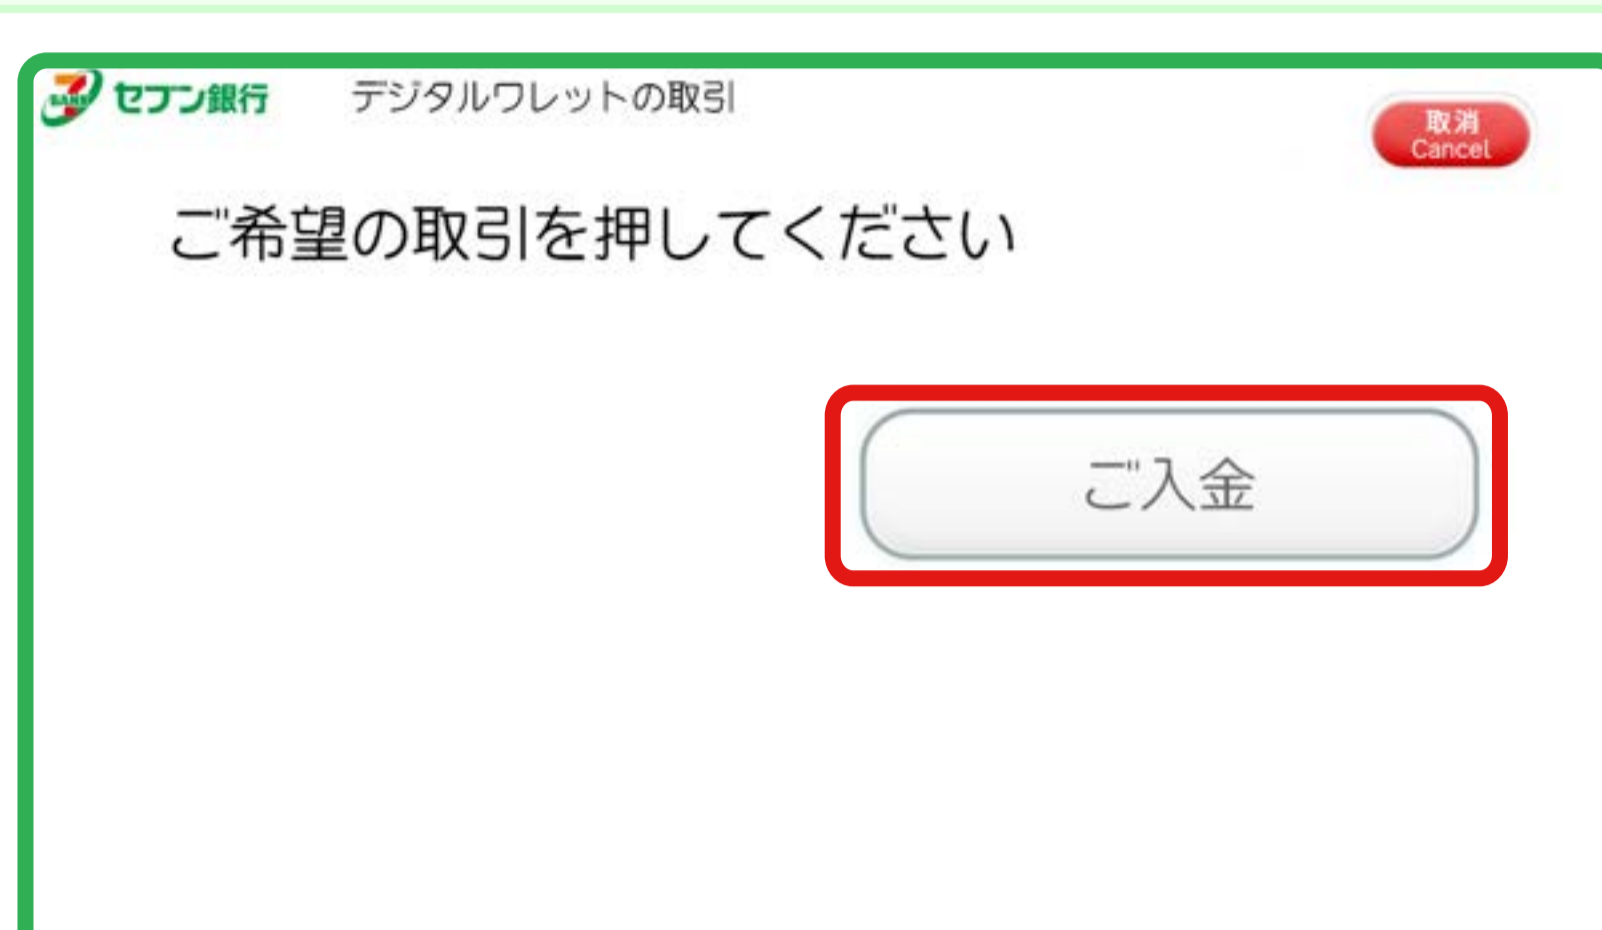 BANK
セブン銀行
デジタルワレットの取引
取消
Cancel
ご希望の取引を押してください
ご入金